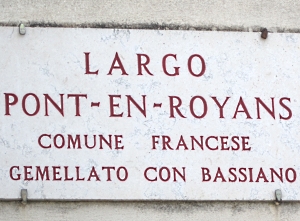 LARGO
PONT-EN-ROYANS
COMUNE FRANCESE
GEMELLATO CON BASSIANO